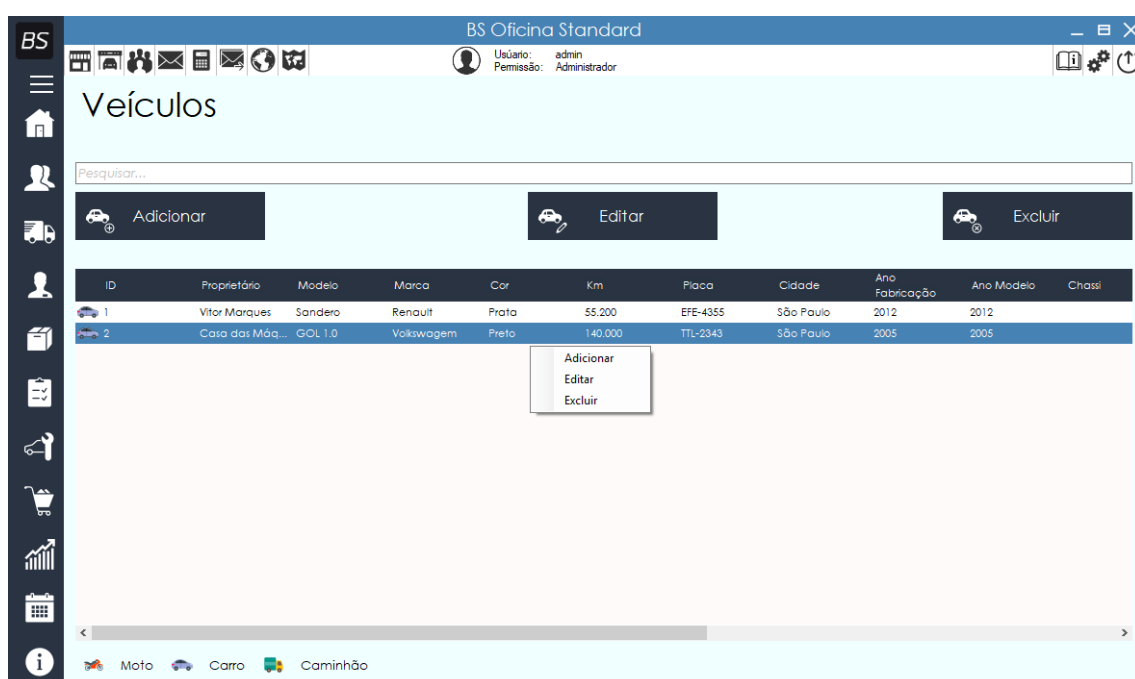 BS
BS Oficina Standard
Usúario: admin
Permissão: Administrador
Veículos
Pesquisar...
Adicionar Editar Excluir
ID Proprietário Modelo Marca Cor Km Placa Cidade Ano Fabricação Ano Modelo Chassi
1 Vitor Marques Sandero Renault Prata 55.200 EFE-4355 São Paulo 2012 2012
2 Casa das Máq... GOL 1.0 Volkswagem Preto 140.000 TTL-2343 São Paulo 2005 2005
Adicionar
Editar
Excluir
Moto Carro Caminhão